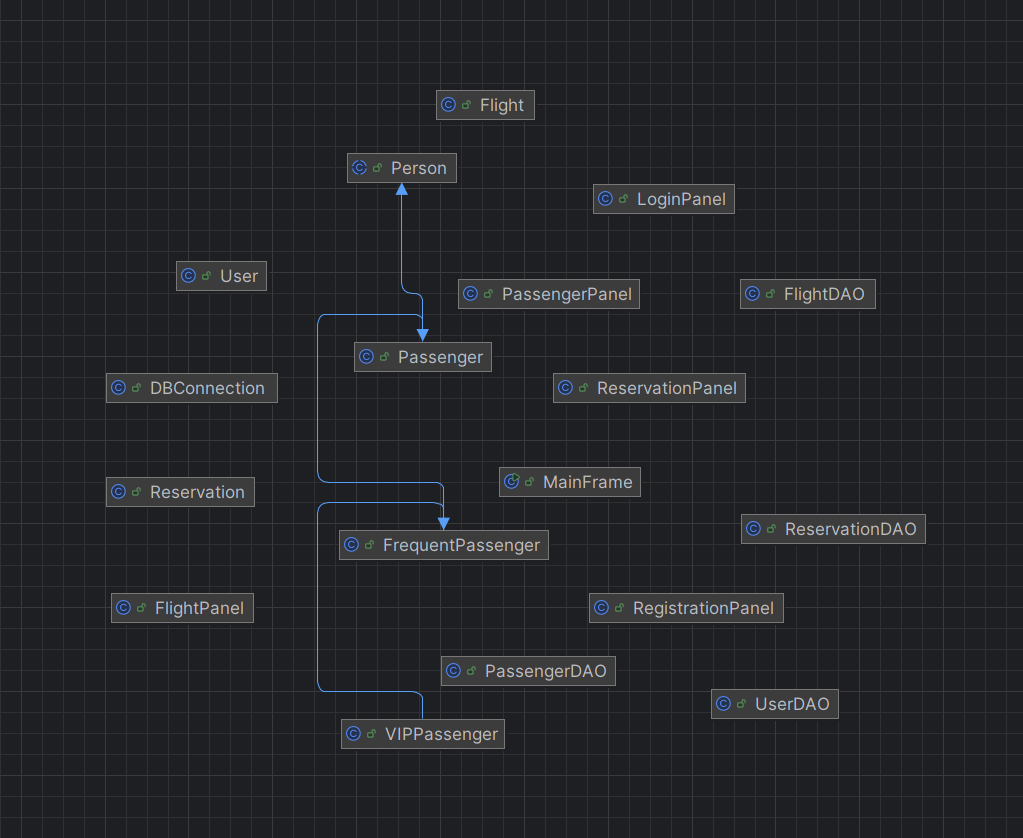 Flight
Person
LoginPanel
User
PassengerPanel
FlightDAO
Passenger
DBConnection
ReservationPanel
MainFrame
Reservation
ReservationDAO
FrequentPassenger
FlightPanel
RegistrationPanel
PassengerDAO
UserDAO
VIPPassenger